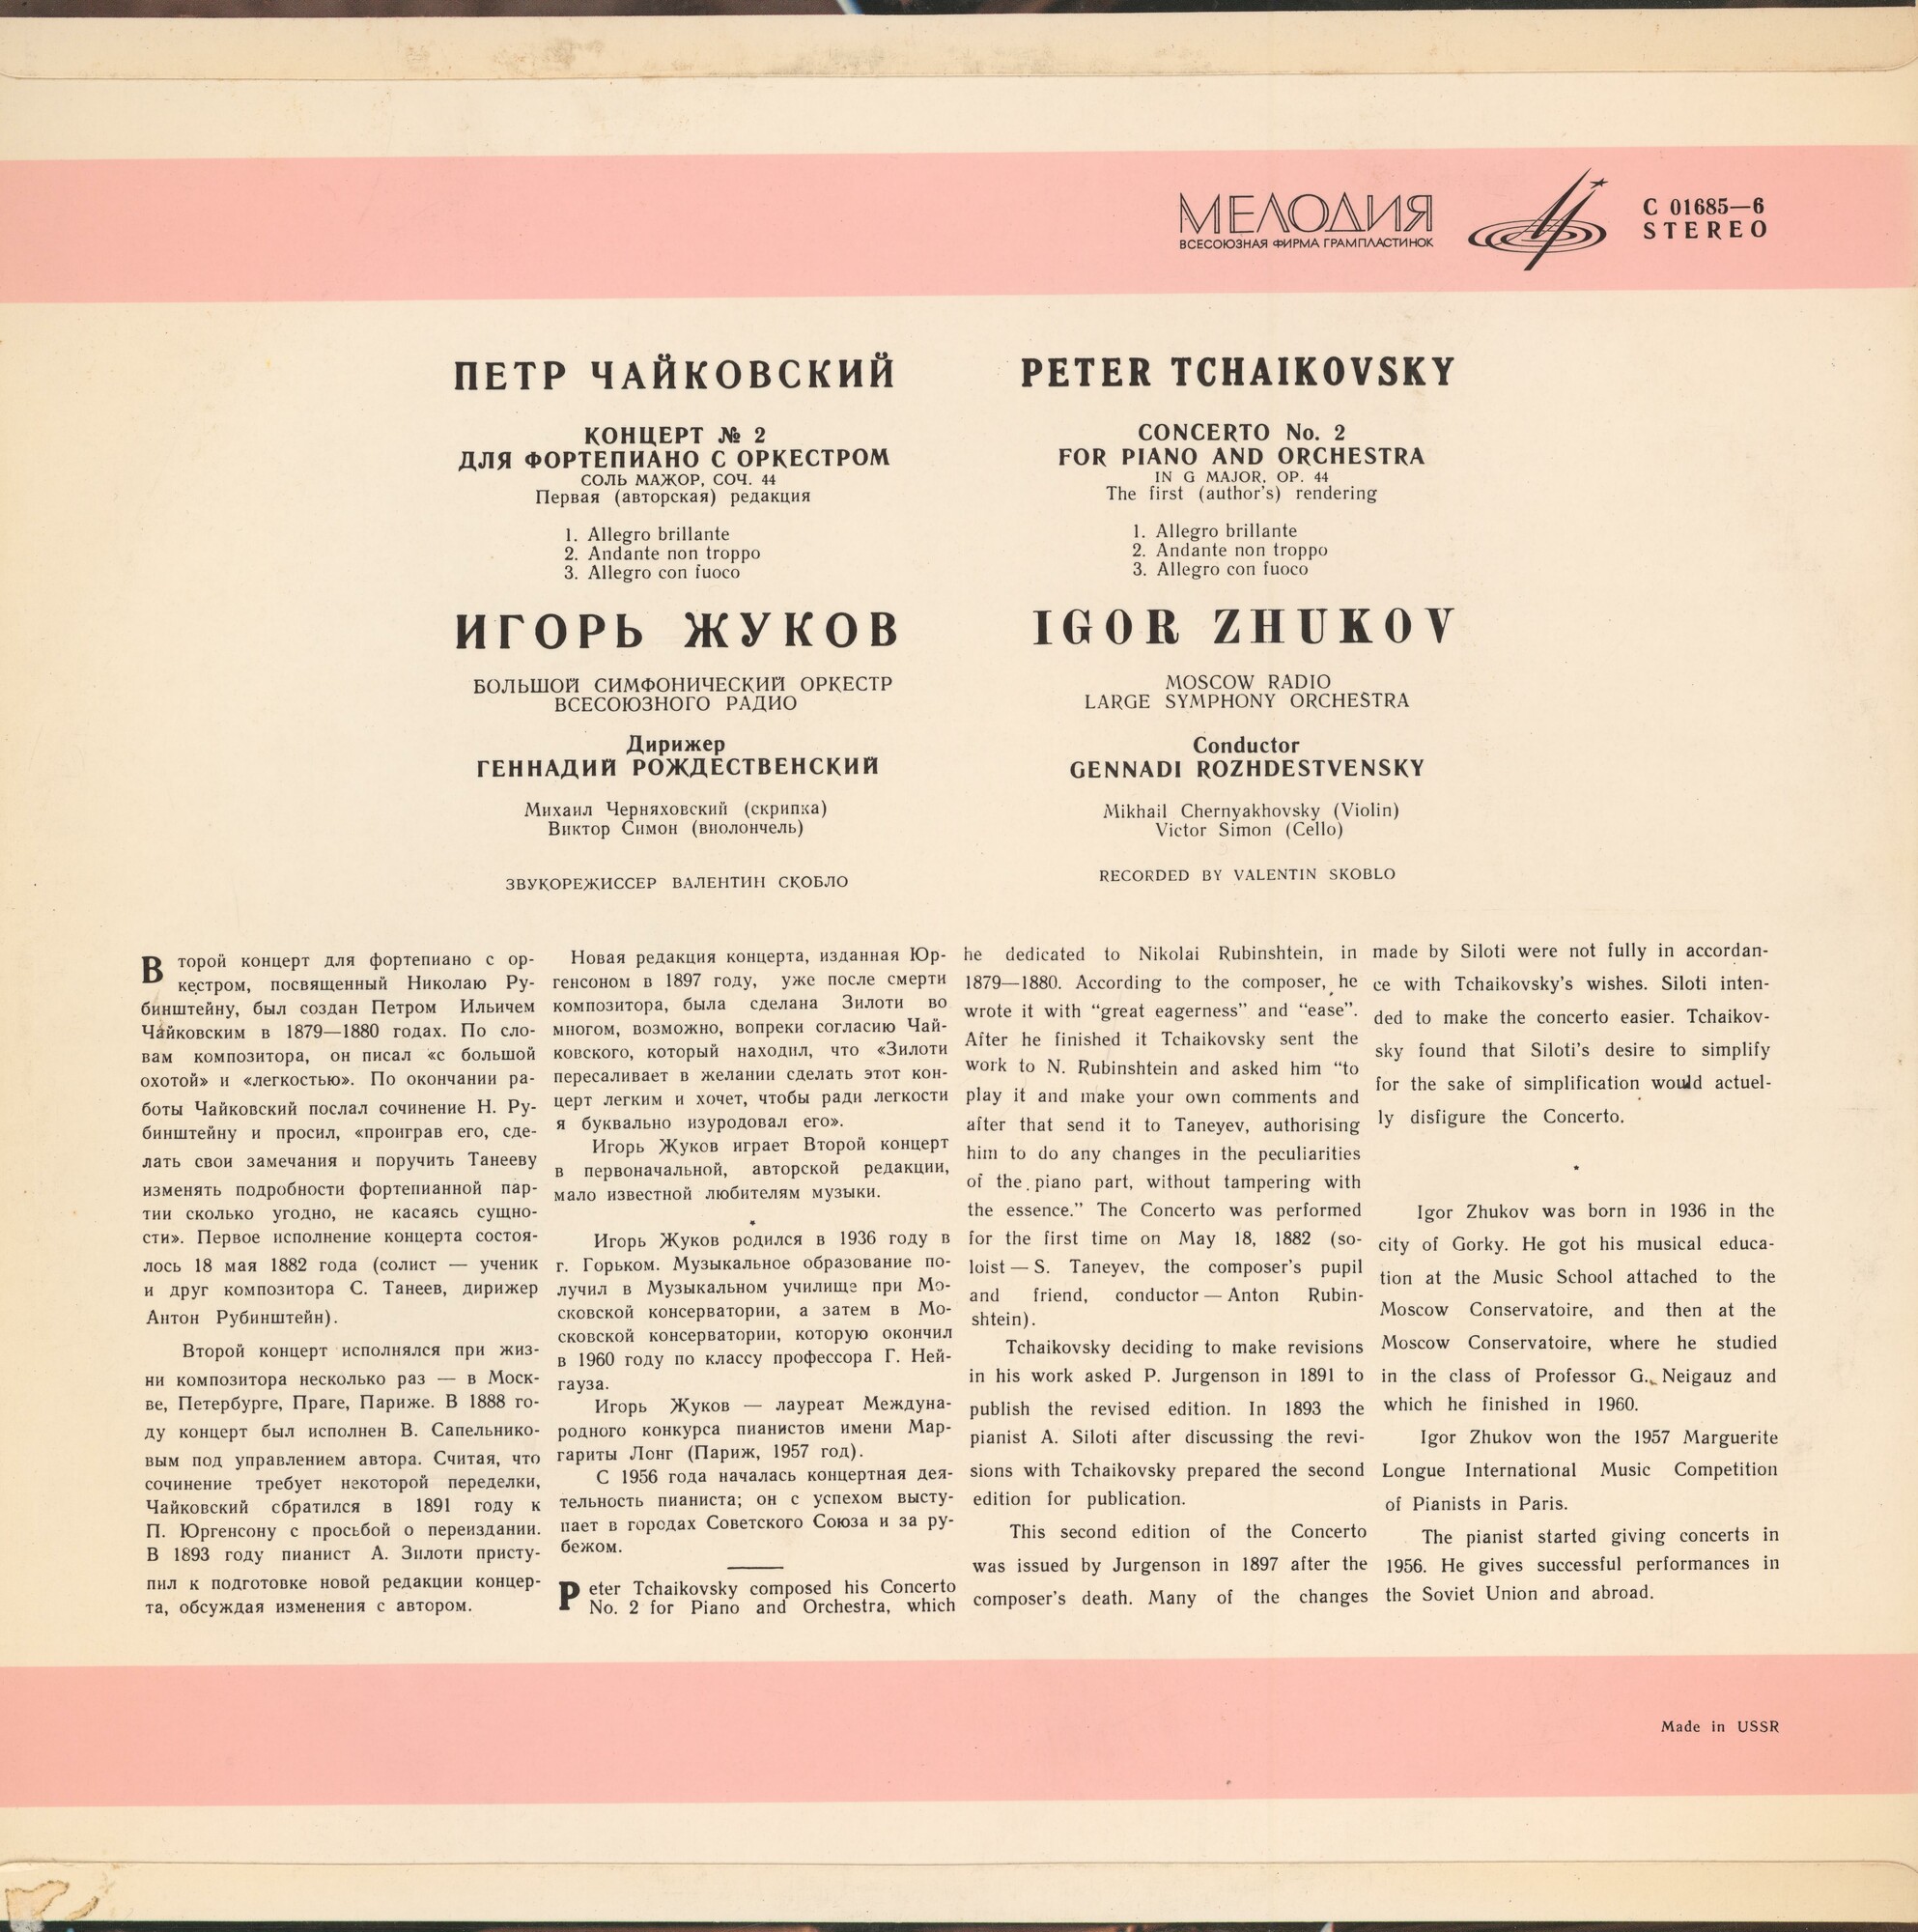 МЕЛОДИЯ
ВСЕСОЮЗНАЯ ФИРМА ГРАМПЛАСТИНОК
С 01685—6
STEREO
ПЕТР ЧАЙКОВСКИЙ
КОНЦЕРТ № 2
ДЛЯ ФОРТЕПИАНО С ОРКЕСТРОМ
СОЛЬ МАЖОР, СОЧ. 44
Первая (авторская) редакция
1. Allegro brillante
2. Andante non troppo
3. Allegro con fuoco
ИГОРЬ ЖУКОВ
БОЛЬШОЙ СИМФОНИЧЕСКИЙ ОРКЕСТР
ВСЕСОЮЗНОГО РАДИО
Дирижер
ГЕННАДИЙ РОЖДЕСТВЕНСКИЙ
Михаил Черняховский (скрипка)
Виктор Симон (виолончель)
ЗВУКОРЕЖИССЕР ВАЛЕНТИН СКОБЛО
PETER TCHAIKOVSKY
CONCERTO No. 2
FOR PIANO AND ORCHESTRA
IN G MAJOR, OP. 44
The first (author's) rendering
1. Allegro brillante
2. Andante non troppo
3. Allegro con fuoco
IGOR ZHUKOV
MOSCOW RADIO
LARGE SYMPHONY ORCHESTRA
Conductor
GENNADI ROZHDESTVENSKY
Mikhail Chernyakhovsky (Violin)
Victor Simon (Cello)
RECORDED BY VALENTIN SKOBLO
Второй концерт для фортепиано с ор-
кестром, посвященный Николаю Ру-
бинштейну, был создан Петром Ильичем
Чайковским в 1879—1880 годах. По сло-
вам композитора, он писал «с большой
охотой» и «легкостью». По окончании ра-
боты Чайковский послал сочинение Н. Ру-
бинштейну и просил, «проиграв его, сде-
лать свои замечания и поручить Танееву
изменять подробности фортепианной пар-
тии сколько угодно, не касаясь сущно-
сти». Первое исполнение концерта состоя-
лось 18 мая 1882 года (солист — ученик
и друг композитора С. Танеев, дирижер
Антон Рубинштейн).
Второй концерт исполнялся при жиз-
ни композитора несколько раз — в Моск-
ве, Петербурге, Праге, Париже. В 1888 го-
ду концерт был исполнен В. Сапельнико-
вым под управлением автора. Считая, что
сочинение требует некоторой переделки,
Чайковский сбратился в 1891 году к
П. Юргенсону с просьбой о переиздании.
В 1893 году пианист А. Зилоти присту-
пил к подготовке новой редакции концер-
та, обсуждая изменения с автором.
Новая редакция концерта, изданная Юр-
генсоном в 1897 году, уже после смерти
композитора, была сделана Зилоти во
многом, возможно, вопреки согласию Чай-
ковского, который находил, что «Зилоти
пересаливает в желании сделать этот кон-
церт легким и хочет, чтобы ради легкости
я буквально изуродовал его».
Игорь Жуков играет Второй концерт
в первоначальной, авторской редакции,
мало известной любителям музыки.
*
Игорь Жуков родился в 1936 году в
г. Горьком. Музыкальное образование по-
лучил в Музыкальном училище при Мо-
сковской консерватории, а затем в Мо-
сковской консерватории, которую окончил
в 1960 году по классу профессора Г. Ней-
гауза.
Игорь Жуков — лауреат Междуна-
родного конкурса пианистов имени Мар-
гариты Лонг (Париж, 1957 год).
С 1956 года началась концертная дея-
тельность пианиста; он с успехом высту-
пает в городах Советского Союза и за ру-
бежом.
Peter Tchaikovsky composed his Concerto
No. 2 for Piano and Orchestra, which
he dedicated to Nikolai Rubinshtein, in
1879—1880. According to the composer, he
wrote it with “great eagerness” and “ease”.
After he finished it Tchaikovsky sent the
work to N. Rubinshtein and asked him “to
play it and make your own comments and
after that send it to Taneyev, authorising
him to do any changes in the peculiarities
of the piano part, without tampering with
the essence.” The Concerto was performed
for the first time on May 18, 1882 (so-
loist — S. Taneyev, the composer's pupil
and friend, conductor — Anton Rubin-
shtein).
Tchaikovsky deciding to make revisions
in his work asked P. Jurgenson in 1891 to
publish the revised edition. In 1893 the
pianist A. Siloti after discussing the revi-
sions with Tchaikovsky prepared the second
edition for publication.
This second edition of the Concerto
was issued by Jurgenson in 1897 after the
composer's death. Many of the changes
made by Siloti were not fully in accordan-
ce with Tchaikovsky's wishes. Siloti inten-
ded to make the concerto easier. Tchaikov-
sky found that Siloti's desire to simplify
for the sake of simplification would actuel-
ly disfigure the Concerto.
*
Igor Zhukov was born in 1936 in the
city of Gorky. He got his musical educa-
tion at the Music School attached to the
Moscow Conservatoire, and then at the
Moscow Conservatoire, where he studied
in the class of Professor G. Neigauz and
which he finished in 1960.
Igor Zhukov won the 1957 Marguerite
Longue International Music Competition
of Pianists in Paris.
The pianist started giving concerts in
1956. He gives successful performances in
the Soviet Union and abroad.
Made in USSR